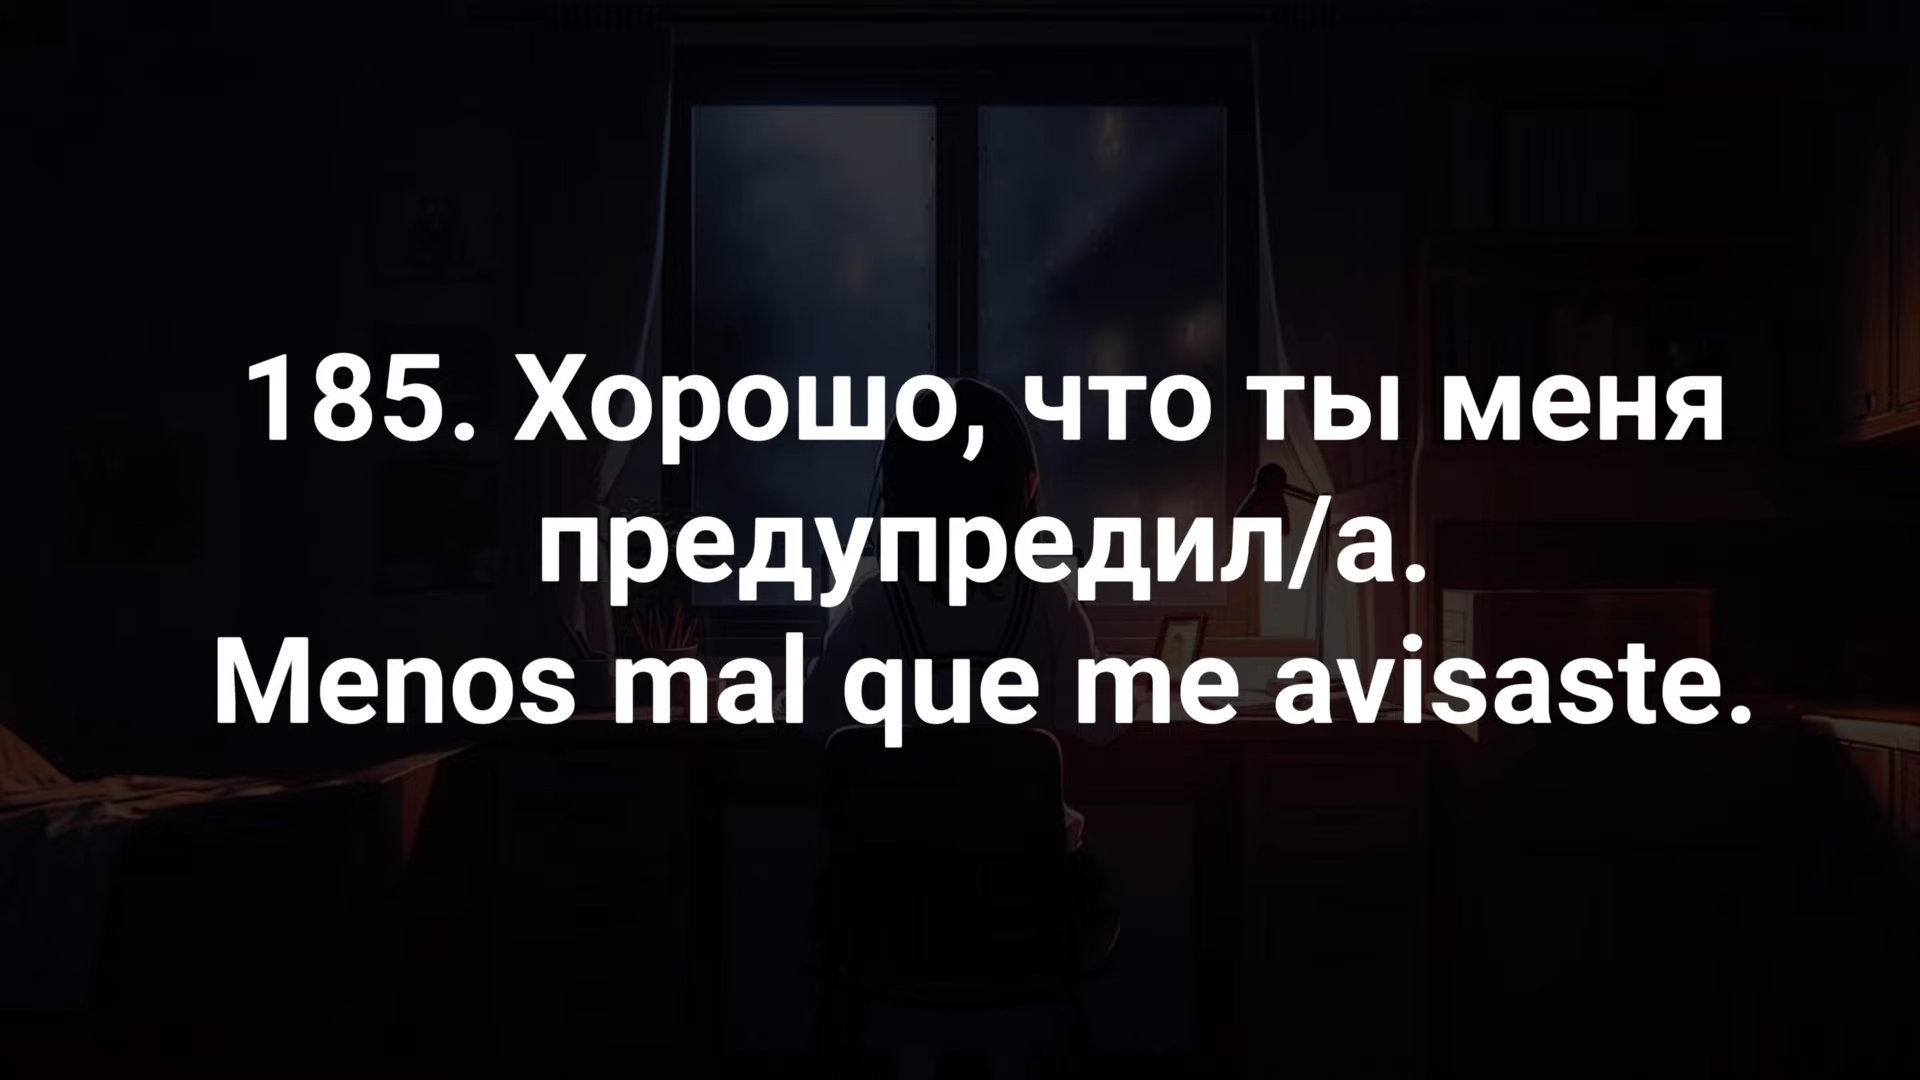 185. Хорошо, что ты меня
предупредил/а.
Menos mal que me avisaste.